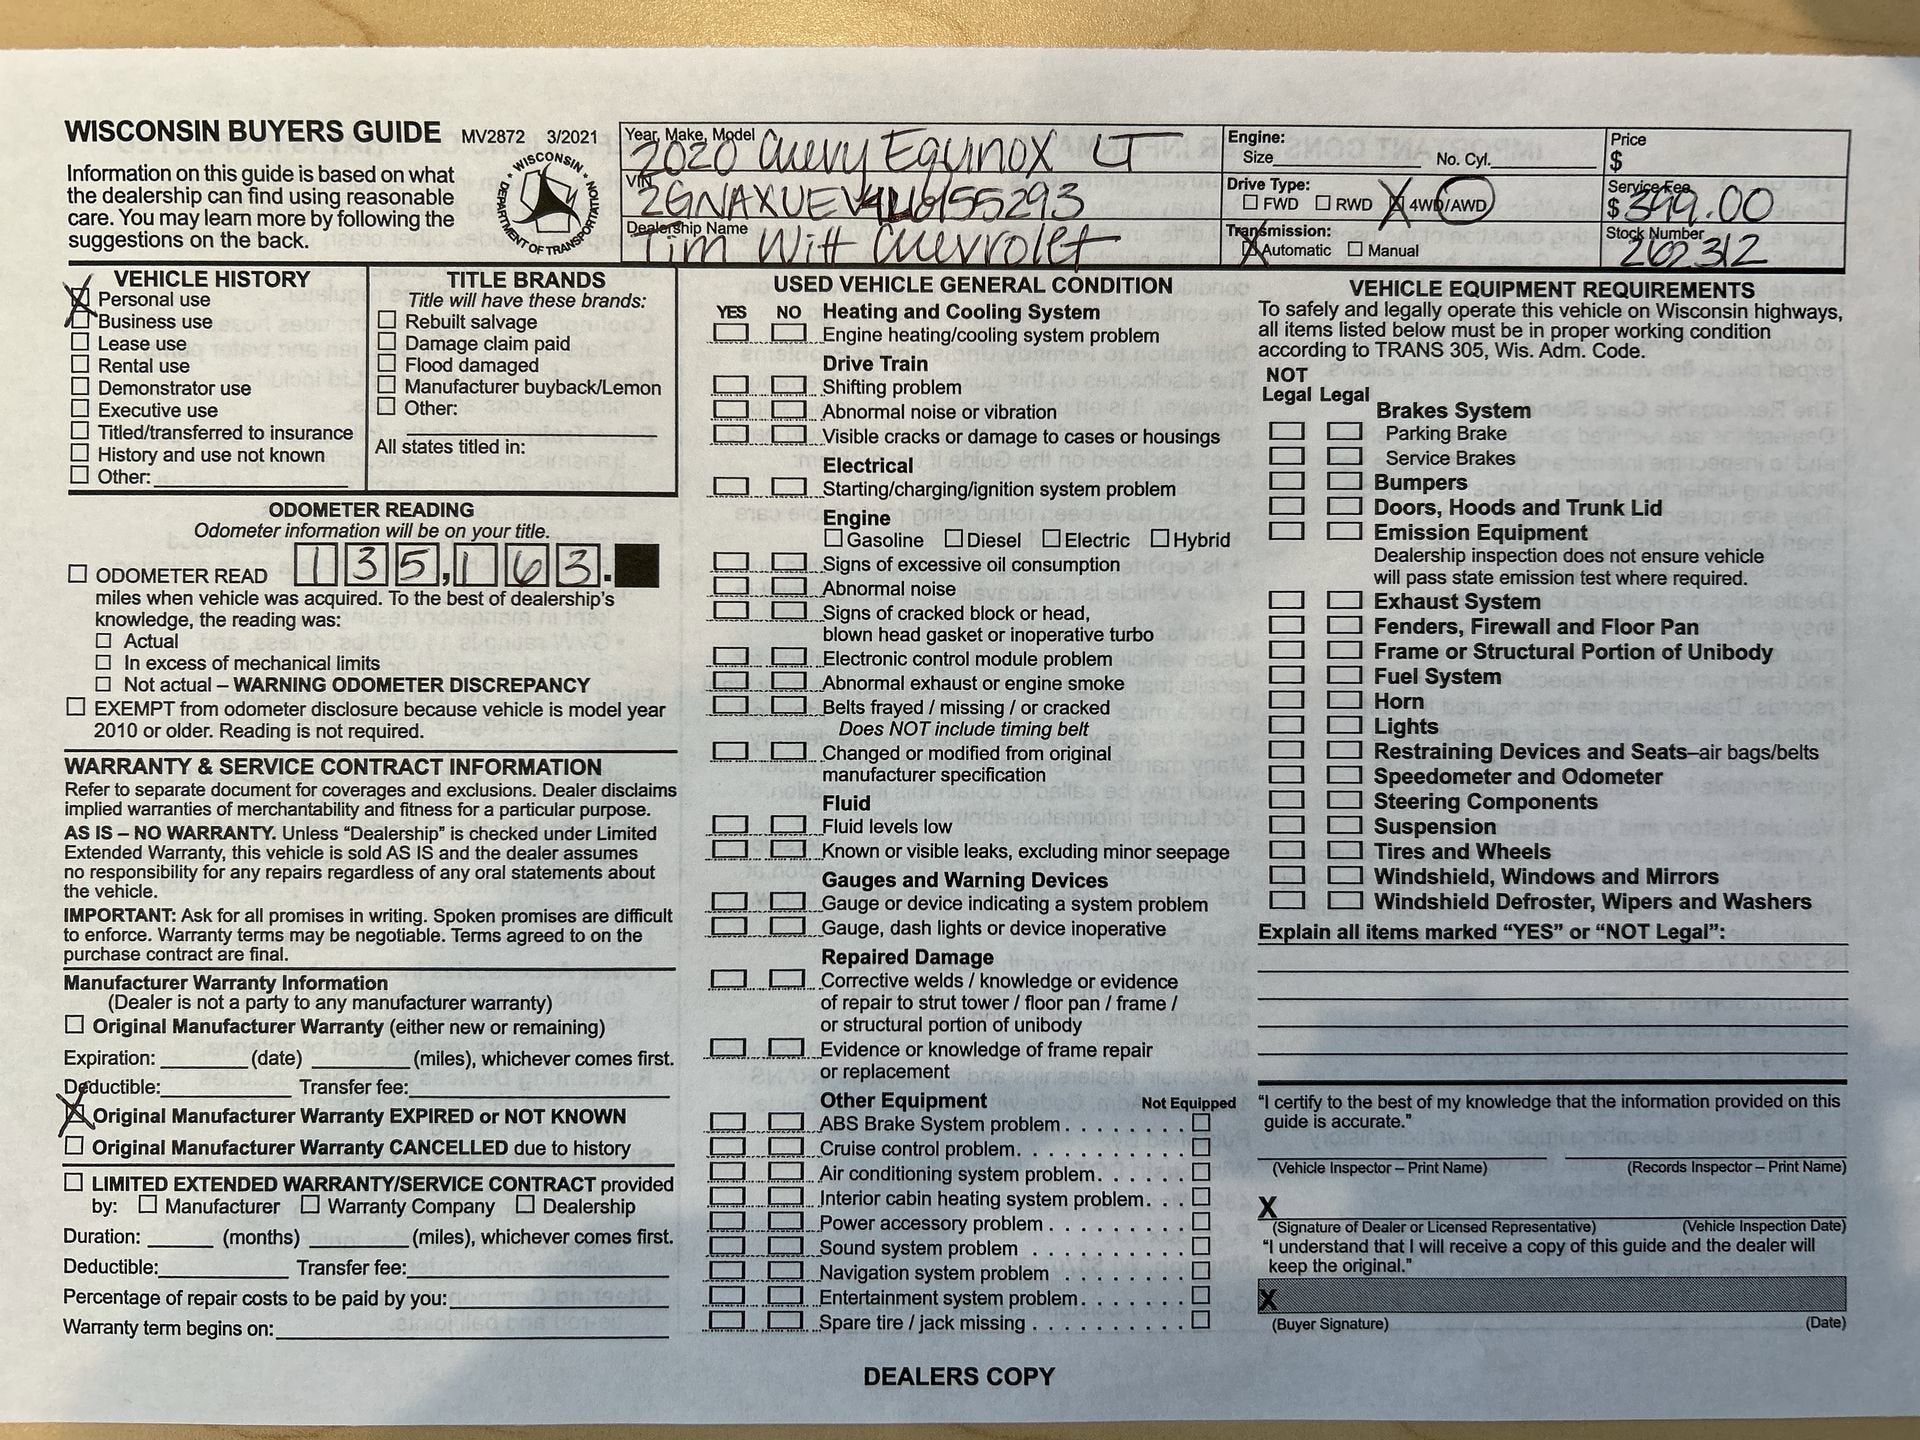 WISCONSIN BUYERS GUIDE MV2872 3/2021
Information on this guide is based on what
the dealership can find using reasonable
care. You may learn more by following the
suggestions on the back.
WISCONSIN DEPARTMENT OF TRANSPORTATION
Year, Make, Model 2020 Chevy Equinox LT
VIN
Dealership Name Tim Witt Chevrolet
Engine:
Size No. Cyl.
Drive Type:
FWD RWD X 4WD/AWD
Transmission:
X Automatic Manual
Price
$
Service Fee
$ 399.00
Stock Number
262312
VEHICLE HISTORY
X Personal use
Business use
Lease use
Rental use
Demonstrator use
Executive use
Titled/transferred to insurance
History and use not known
Other:
TITLE BRANDS
Title will have these brands:
Rebuilt salvage
Damage claim paid
Flood damaged
Manufacturer buyback/Lemon
Other:
All states titled in:
ODOMETER READING
Odometer information will be on your title.
ODOMETER READ 135,163.
miles when vehicle was acquired. To the best of dealership's
knowledge, the reading was:
Actual
In excess of mechanical limits
Not actual – WARNING ODOMETER DISCREPANCY
EXEMPT from odometer disclosure because vehicle is model year
2010 or older. Reading is not required.
WARRANTY & SERVICE CONTRACT INFORMATION
Refer to separate document for coverages and exclusions. Dealer disclaims
implied warranties of merchantability and fitness for a particular purpose.
AS IS – NO WARRANTY. Unless “Dealership” is checked under Limited
Extended Warranty, this vehicle is sold AS IS and the dealer assumes
no responsibility for any repairs regardless of any oral statements about
the vehicle.
IMPORTANT: Ask for all promises in writing. Spoken promises are difficult
to enforce. Warranty terms may be negotiable. Terms agreed to on the
purchase contract are final.
Manufacturer Warranty Information
(Dealer is not a party to any manufacturer warranty)
Original Manufacturer Warranty (either new or remaining)
Expiration: (date) (miles), whichever comes first.
Deductible: Transfer fee:
X Original Manufacturer Warranty EXPIRED or NOT KNOWN
Original Manufacturer Warranty CANCELLED due to history
LIMITED EXTENDED WARRANTY/SERVICE CONTRACT provided
by: Manufacturer Warranty Company Dealership
Duration: (months) (miles), whichever comes first.
Deductible: Transfer fee:
Percentage of repair costs to be paid by you:
Warranty term begins on:
USED VEHICLE GENERAL CONDITION
YES NO Heating and Cooling System
Engine heating/cooling system problem
Drive Train
Shifting problem
Abnormal noise or vibration
Visible cracks or damage to cases or housings
Electrical
Starting/charging/ignition system problem
Engine
Gasoline Diesel Electric Hybrid
Signs of excessive oil consumption
Abnormal noise
Signs of cracked block or head,
blown head gasket or inoperative turbo
Electronic control module problem
Abnormal exhaust or engine smoke
Belts frayed / missing / or cracked
Does NOT include timing belt
Changed or modified from original
manufacturer specification
Fluid
Fluid levels low
Known or visible leaks, excluding minor seepage
Gauges and Warning Devices
Gauge or device indicating a system problem
Gauge, dash lights or device inoperative
Repaired Damage
Corrective welds / knowledge or evidence
of repair to strut tower / floor pan / frame /
or structural portion of unibody
Evidence or knowledge of frame repair
or replacement
Other Equipment Not Equipped
ABS Brake System problem
Cruise control problem
Air conditioning system problem
Interior cabin heating system problem
Power accessory problem
Sound system problem
Navigation system problem
Entertainment system problem
Spare tire / jack missing
VEHICLE EQUIPMENT REQUIREMENTS
To safely and legally operate this vehicle on Wisconsin highways,
all items listed below must be in proper working condition
according to TRANS 305, Wis. Adm. Code.
NOT
Legal Legal
Brakes System
Parking Brake
Service Brakes
Bumpers
Doors, Hoods and Trunk Lid
Emission Equipment
Dealership inspection does not ensure vehicle
will pass state emission test where required.
Exhaust System
Fenders, Firewall and Floor Pan
Frame or Structural Portion of Unibody
Fuel System
Horn
Lights
Restraining Devices and Seats–air bags/belts
Speedometer and Odometer
Steering Components
Suspension
Tires and Wheels
Windshield, Windows and Mirrors
Windshield Defroster, Wipers and Washers
Explain all items marked “YES” or “NOT Legal”:
“I certify to the best of my knowledge that the information provided on this
guide is accurate.”
(Vehicle Inspector – Print Name) (Records Inspector – Print Name)
X
(Signature of Dealer or Licensed Representative) (Vehicle Inspection Date)
“I understand that I will receive a copy of this guide and the dealer will
keep the original.”
X
(Buyer Signature) (Date)
DEALERS COPY